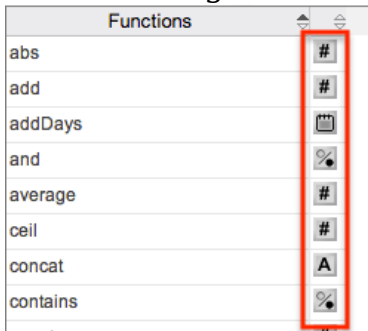 Functions
abs #
add #
addDays
and
average #
ceil #
concat A
contains